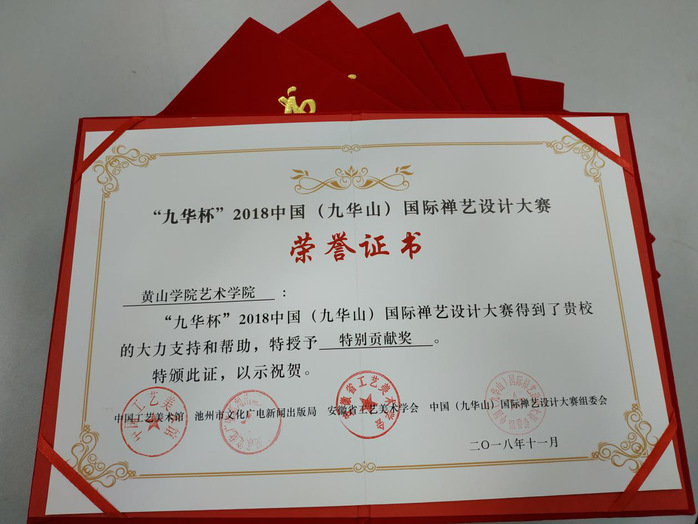 “九华杯”2018中国（九华山）国际禅艺设计大赛
荣誉证书
黄山学院艺术学院：
“九华杯”2018中国（九华山）国际禅艺设计大赛得到了贵校
的大力支持和帮助，特授予 特别贡献奖 。
特颁此证，以示祝贺。
中国工艺美术馆 池州市文化广电新闻出版局 安徽省工艺美术学会 中国（九华山）国际禅艺设计大赛组委会
二〇一八年十一月